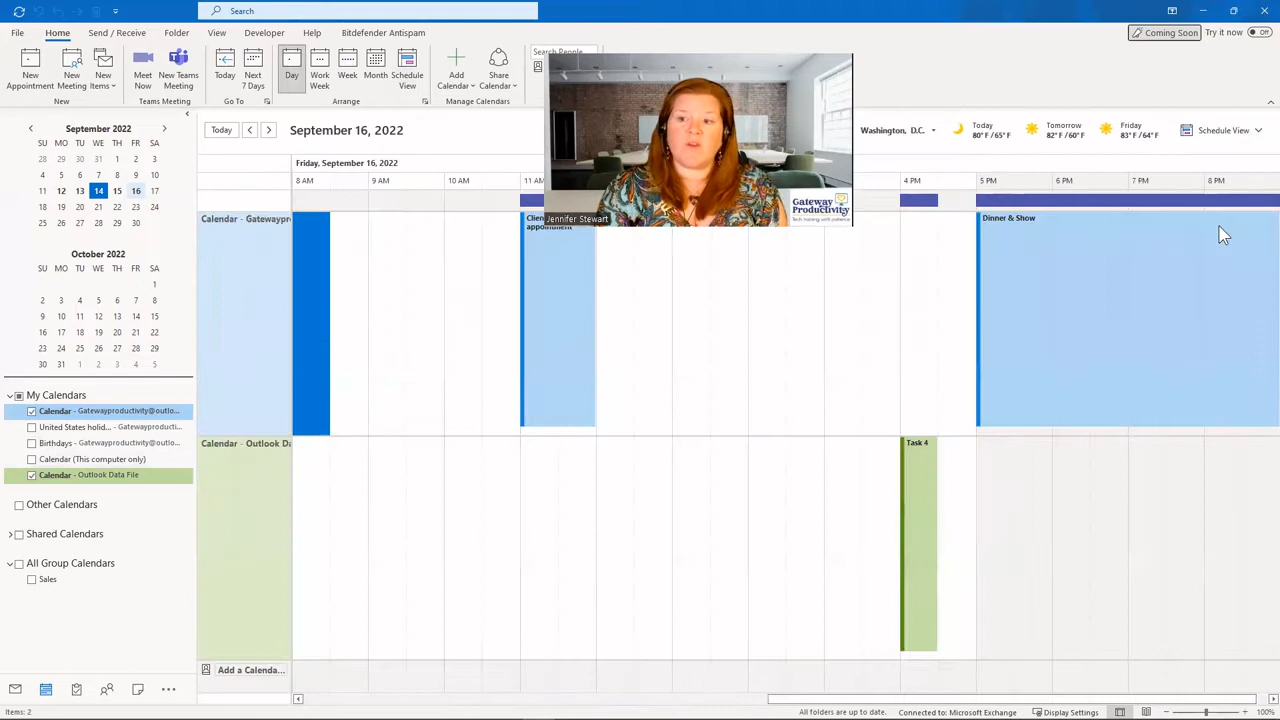 Search
File Home Send / Receive Folder View Developer Help Bitdefender Antispam
Coming Soon Try it now Off
New Appointment New Meeting New Items Meet Now New Teams Meeting Today Next 7 Days Day Work Week Week Month Schedule View Add Calendar Share Calendar Search People
New Teams Meeting Go To Arrange Manage Calendars
September 2022
SU MO TU WE TH FR SA
28 29 30 31 1 2 3
4 5 6 7 8 9 10
11 12 13 14 15 16 17
18 19 20 21 22 23 24
25 26 27 28 29 30
October 2022
SU MO TU WE TH FR SA
1
2 3 4 5 6 7 8
9 10 11 12 13 14 15
16 17 18 19 20 21 22
23 24 25 26 27 28 29
30 31 1 2 3 4 5
My Calendars
Calendar - Gatewayproductivity@outlo...
United States holid... - Gatewayproducti...
Birthdays - Gatewayproductivity@outlo...
Calendar (This computer only)
Calendar - Outlook Data File
Other Calendars
Shared Calendars
All Group Calendars
Sales
Today September 16, 2022
Washington, D.C. Today 80° F / 65° F Tomorrow 82° F / 60° F Friday 83° F / 64° F Schedule View
Friday, September 16, 2022
8 AM 9 AM 10 AM 11 AM 4 PM 5 PM 6 PM 7 PM 8 PM
Calendar - Gatewaypr
appointment
Dinner & Show
Jennifer Stewart
Gateway Productivity
Tech training with patience
Calendar - Outlook Da
Task 4
Add a Calenda...
Items: 2 All folders are up to date. Connected to: Microsoft Exchange Display Settings 100%